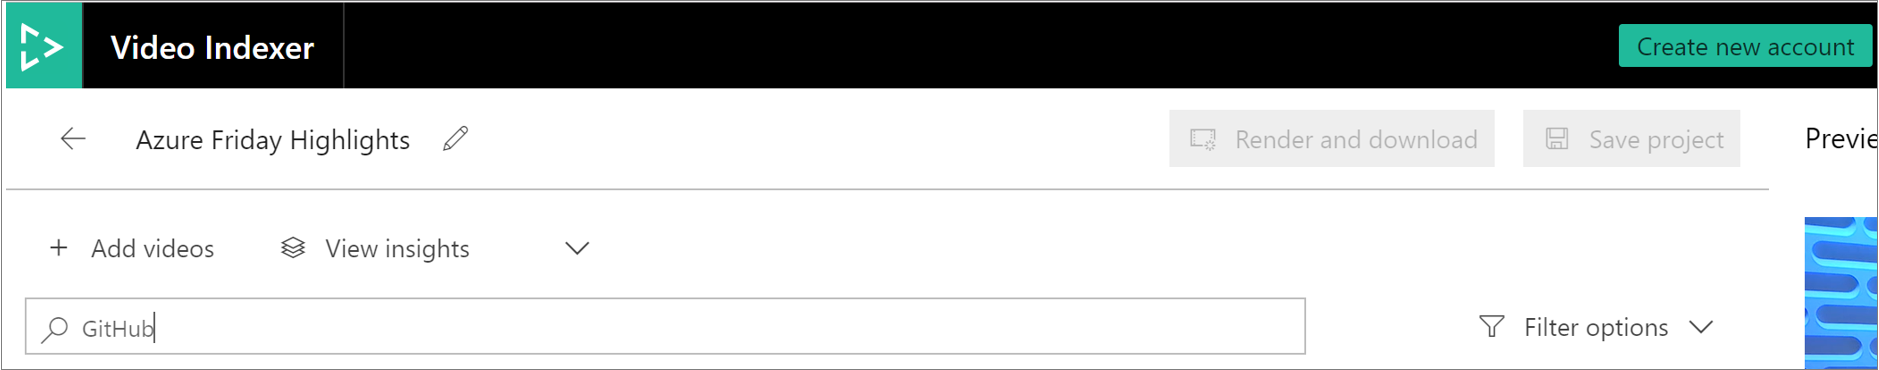 Video Indexer
Create new account
Azure Friday Highlights
Render and download
Save project
Previe
Add videos
View insights
GitHub
Filter options